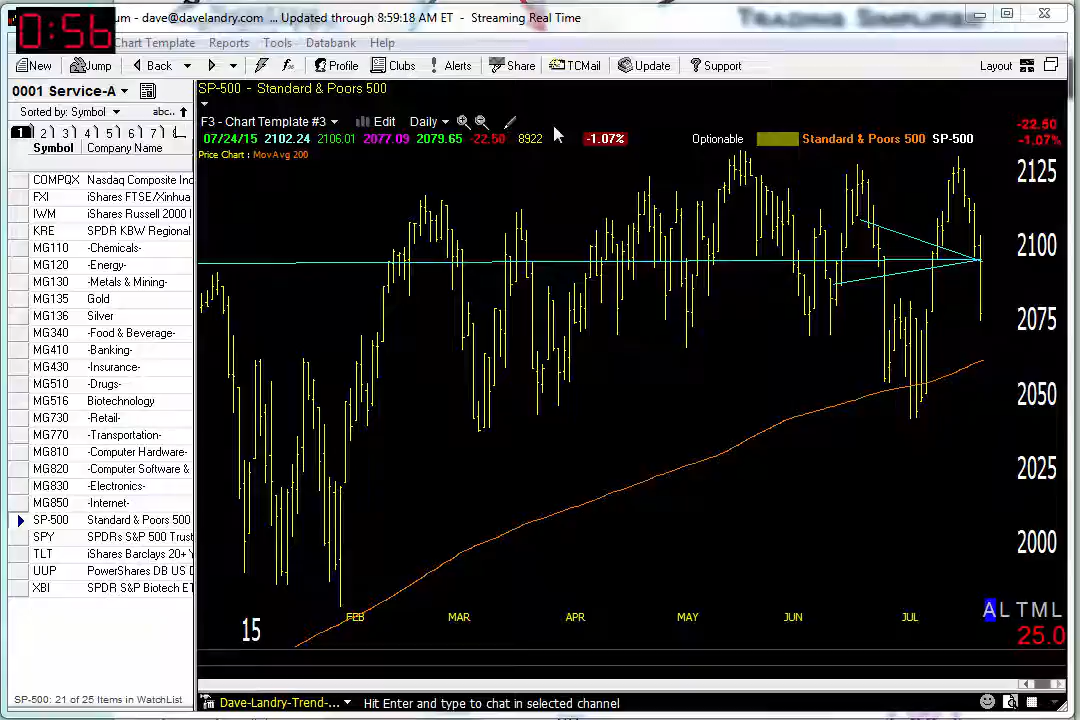 0:56
um - dave@davelandry.com ... Updated through 8:59:18 AM ET - Streaming Real Time
Chart Template Reports Tools Databank Help
New Jump Back Profile Clubs Alerts Share TCMail Update Support Layout
0001 Service-A
Sorted by: Symbol abc..
1 2 3 4 5 6 7
Symbol Company Name
COMPQX Nasdaq Composite Inc
FXI iShares FTSE/Xinhua
IWM iShares Russell 2000 I
KRE SPDR KBW Regional
MG110 -Chemicals-
MG120 -Energy-
MG130 -Metals & Mining-
MG135 Gold
MG136 Silver
MG340 -Food & Beverage-
MG410 -Banking-
MG430 -Insurance-
MG510 -Drugs-
MG516 Biotechnology
MG730 -Retail-
MG770 -Transportation-
MG810 -Computer Hardware-
MG820 -Computer Software &
MG830 -Electronics-
MG850 -Internet-
SP-500 Standard & Poors 500
SPY SPDRs S&P 500 Trust
TLT iShares Barclays 20+ Y
UUP PowerShares DB US D
XBI SPDR S&P Biotech ET
SP-500: 21 of 25 Items in WatchList
SP-500 - Standard & Poors 500
F3 - Chart Template #3 Edit Daily
07/24/15 2102.24 2106.01 2077.09 2079.65 -22.50 8922 -1.07% Optionable Standard & Poors 500 SP-500
Price Chart : MovAvg 200
-22.50
-1.07%
2125
2100
2075
2050
2025
2000
15 FEB MAR APR MAY JUN JUL
A L T M L
25.0
Dave-Landry-Trend-... Hit Enter and type to chat in selected channel